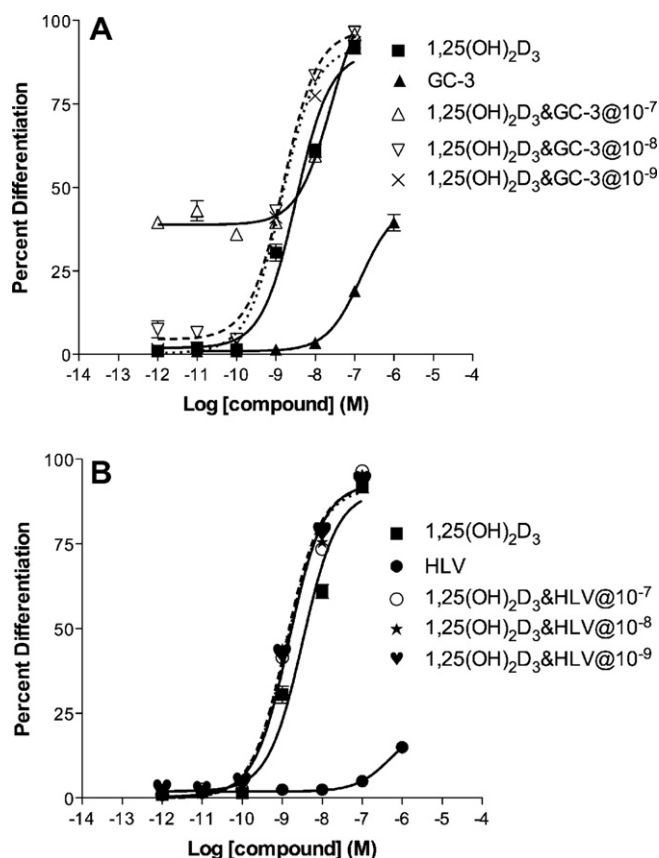 A
100
75
50
25
0
Percent Differentiation
-14 -13 -12 -11 -10 -9 -8 -7 -6 -5 -4
Log [compound] (M)
1,25(OH)₂D₃
GC-3
1,25(OH)₂D₃&GC-3@10⁻⁷
1,25(OH)₂D₃&GC-3@10⁻⁸
1,25(OH)₂D₃&GC-3@10⁻⁹
B
100
75
50
25
0
Percent Differentiation
-14 -13 -12 -11 -10 -9 -8 -7 -6 -5 -4
Log [compound] (M)
1,25(OH)₂D₃
HLV
1,25(OH)₂D₃&HLV@10⁻⁷
1,25(OH)₂D₃&HLV@10⁻⁸
1,25(OH)₂D₃&HLV@10⁻⁹